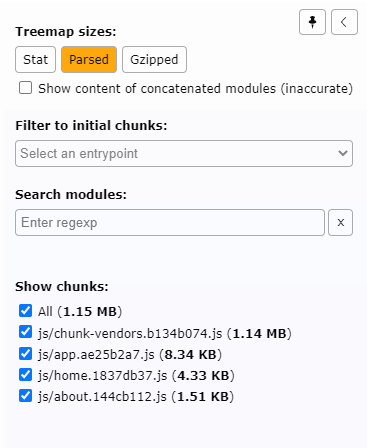 Treemap sizes:
Stat Parsed Gzipped
Show content of concatenated modules (inaccurate)
Filter to initial chunks:
Select an entrypoint
Search modules:
Enter regexp x
Show chunks:
All (1.15 MB)
js/chunk-vendors.b134b074.js (1.14 MB)
js/app.ae25b2a7.js (8.34 KB)
js/home.1837db37.js (4.33 KB)
js/about.144cb112.js (1.51 KB)